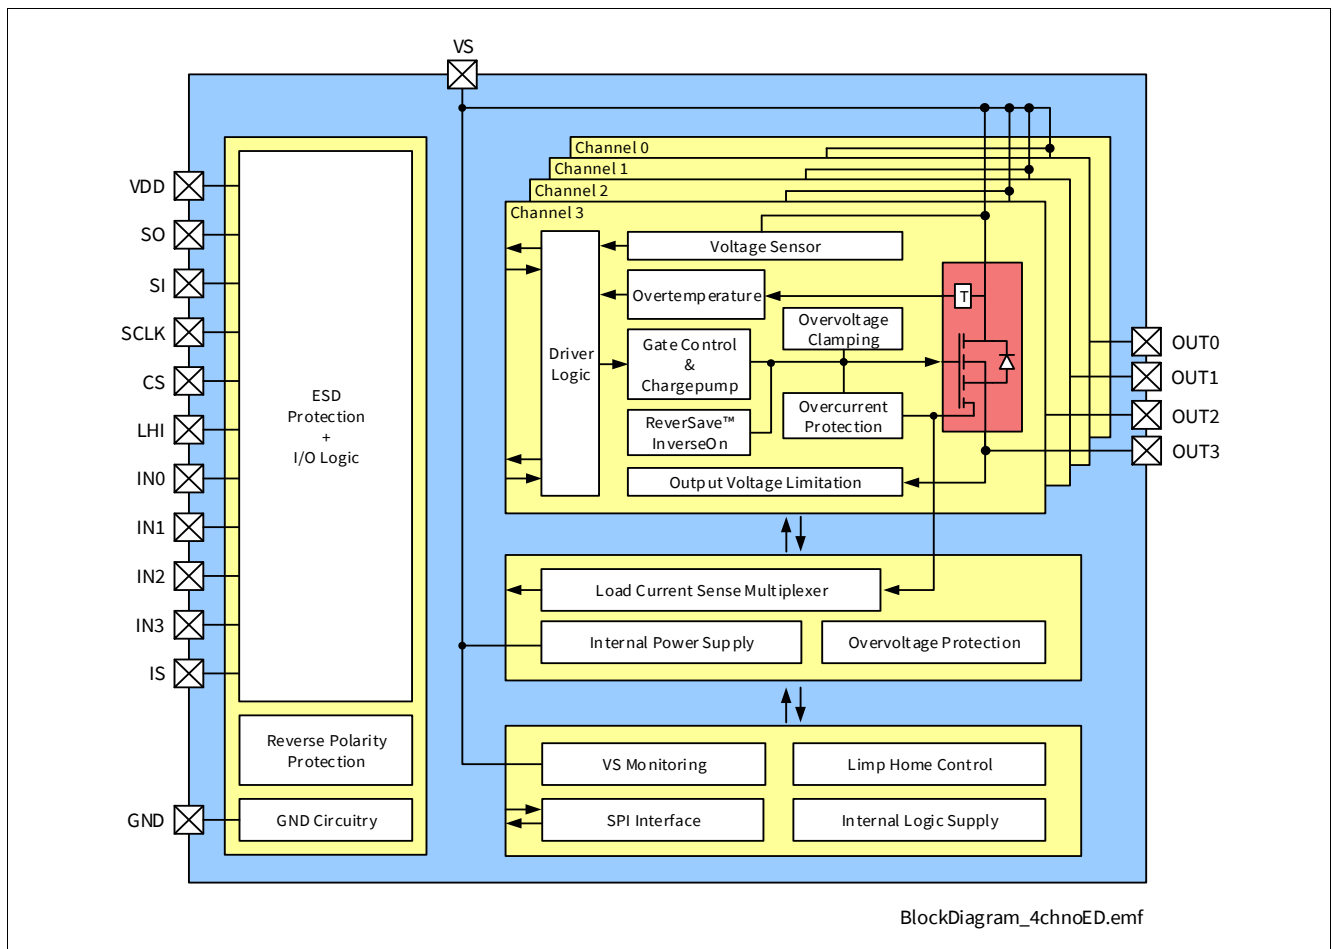 VS
VDD
SO
SI
SCLK
CS
LHI
IN0
IN1
IN2
IN3
IS
GND
ESD
Protection
+
I/O Logic
Reverse Polarity
Protection
GND Circuitry
Channel 0
Channel 1
Channel 2
Channel 3
Driver
Logic
Voltage Sensor
Overtemperature
Gate Control
&
Chargepump
ReverSave™
InverseOn
Overvoltage
Clamping
Overcurrent
Protection
Output Voltage Limitation
T
OUT0
OUT1
OUT2
OUT3
Load Current Sense Multiplexer
Internal Power Supply
Overvoltage Protection
VS Monitoring
Limp Home Control
SPI Interface
Internal Logic Supply
BlockDiagram_4chnoED.emf